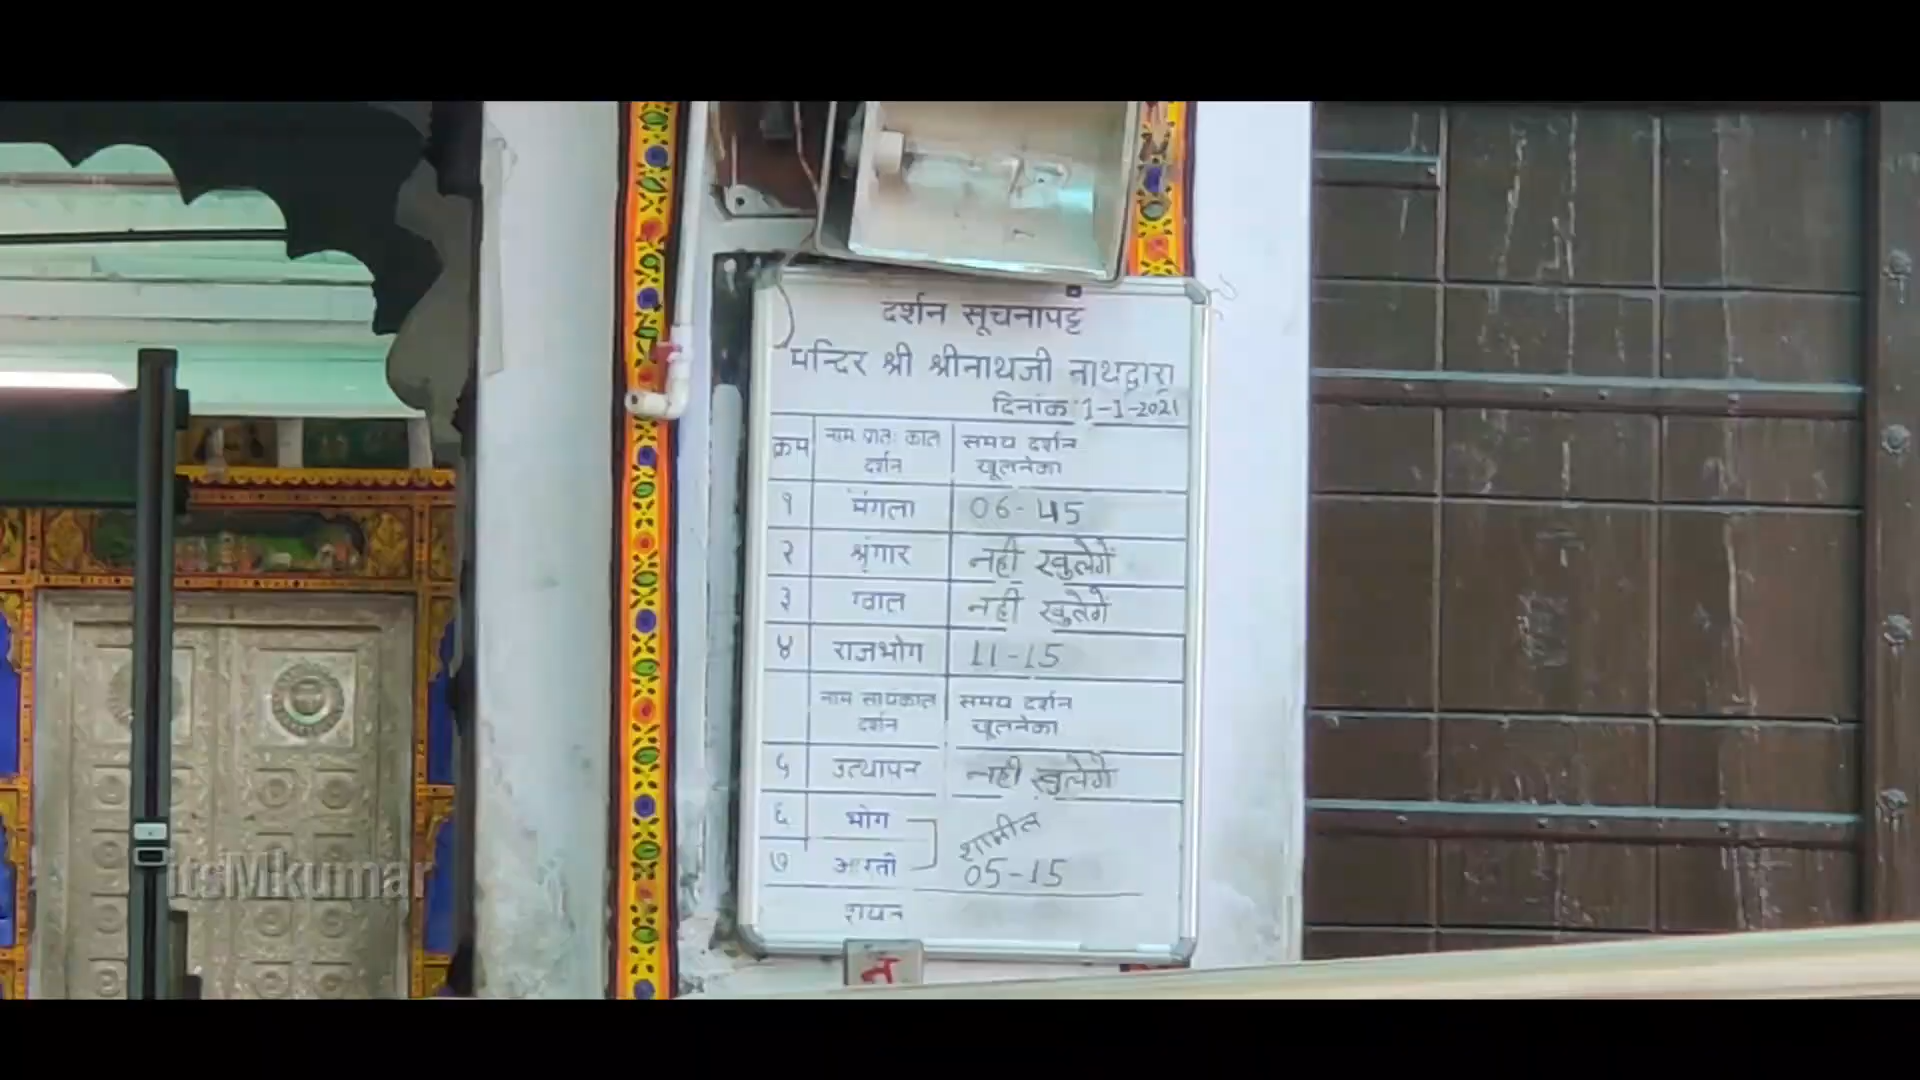 दर्शन सूचनापट्ट
मन्दिर श्री श्रीनाथजी नाथद्वारा
दिनांक 1-1-2021
क्रम नाम प्रातः काल दर्शन समय दर्शन खूलनेका
१ मंगला 06-45
२ श्रृंगार नही खुलेगें
३ ग्वाल नही खुलेगें
४ राजभोग 11-15
नाम सायकाल दर्शन समय दर्शन खूलनेका
५ उत्थापन नही खुलेगें
६ भोग शामील
७ आरती 05-15
शयन
न
itsMkumar